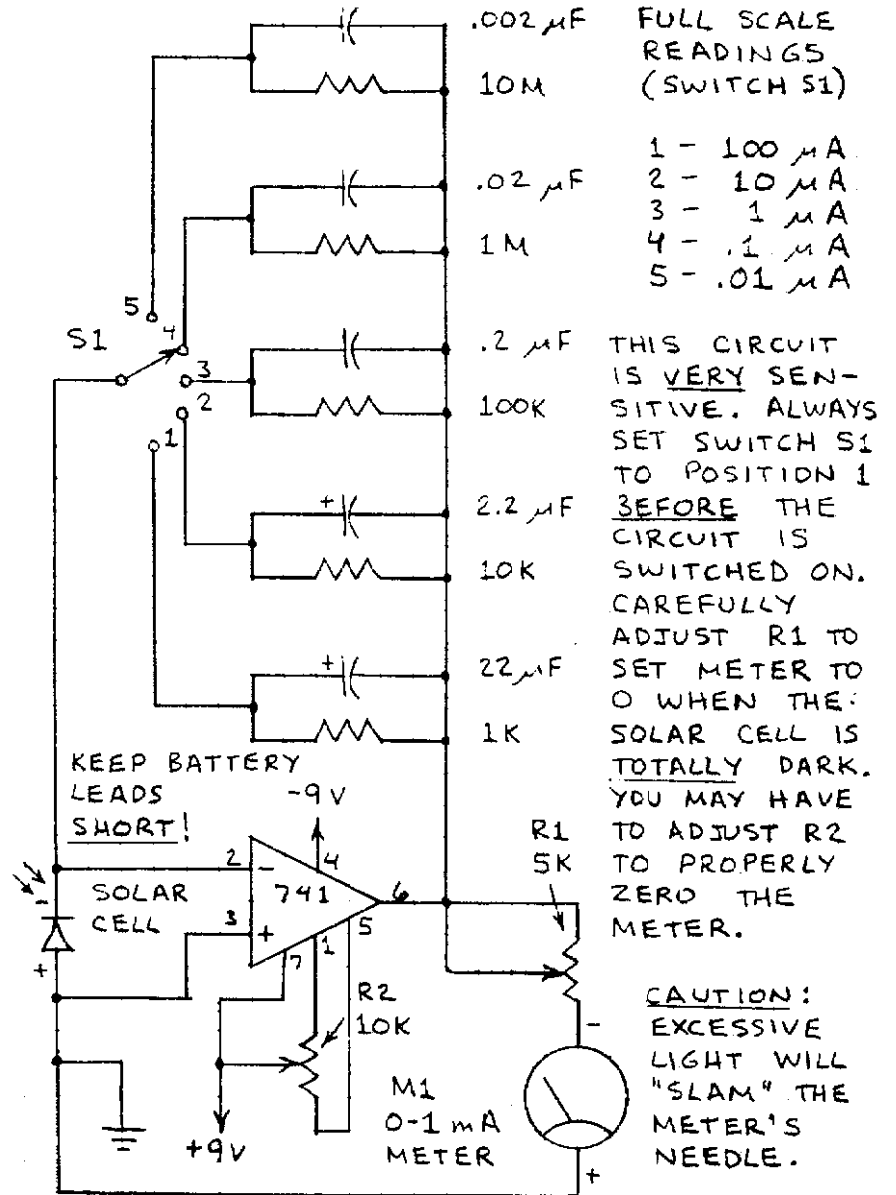 .002 µF
10M
.02 µF
1M
.2 µF
100K
2.2 µF
10K
22 µF
1K
+
+
FULL SCALE
READINGS
(SWITCH S1)
1 - 100 µA
2 - 10 µA
3 - 1 µA
4 - .1 µA
5 - .01 µA
THIS CIRCUIT
IS VERY SEN-
SITIVE. ALWAYS
SET SWITCH S1
TO POSITION 1
BEFORE THE
CIRCUIT IS
SWITCHED ON.
CAREFULLY
ADJUST R1 TO
SET METER TO
0 WHEN THE
SOLAR CELL IS
TOTALLY DARK.
YOU MAY HAVE
TO ADJUST R2
TO PROPERLY
ZERO THE
METER.
CAUTION:
EXCESSIVE
LIGHT WILL
"SLAM" THE
METER'S
NEEDLE.
S1
5
4
3
2
1
KEEP BATTERY
LEADS
SHORT!
-9V
2
4
-
741
6
3
+
5
7
1
SOLAR
CELL
-
+
R2
10K
+9V
R1
5K
M1
0-1 mA
METER
-
+